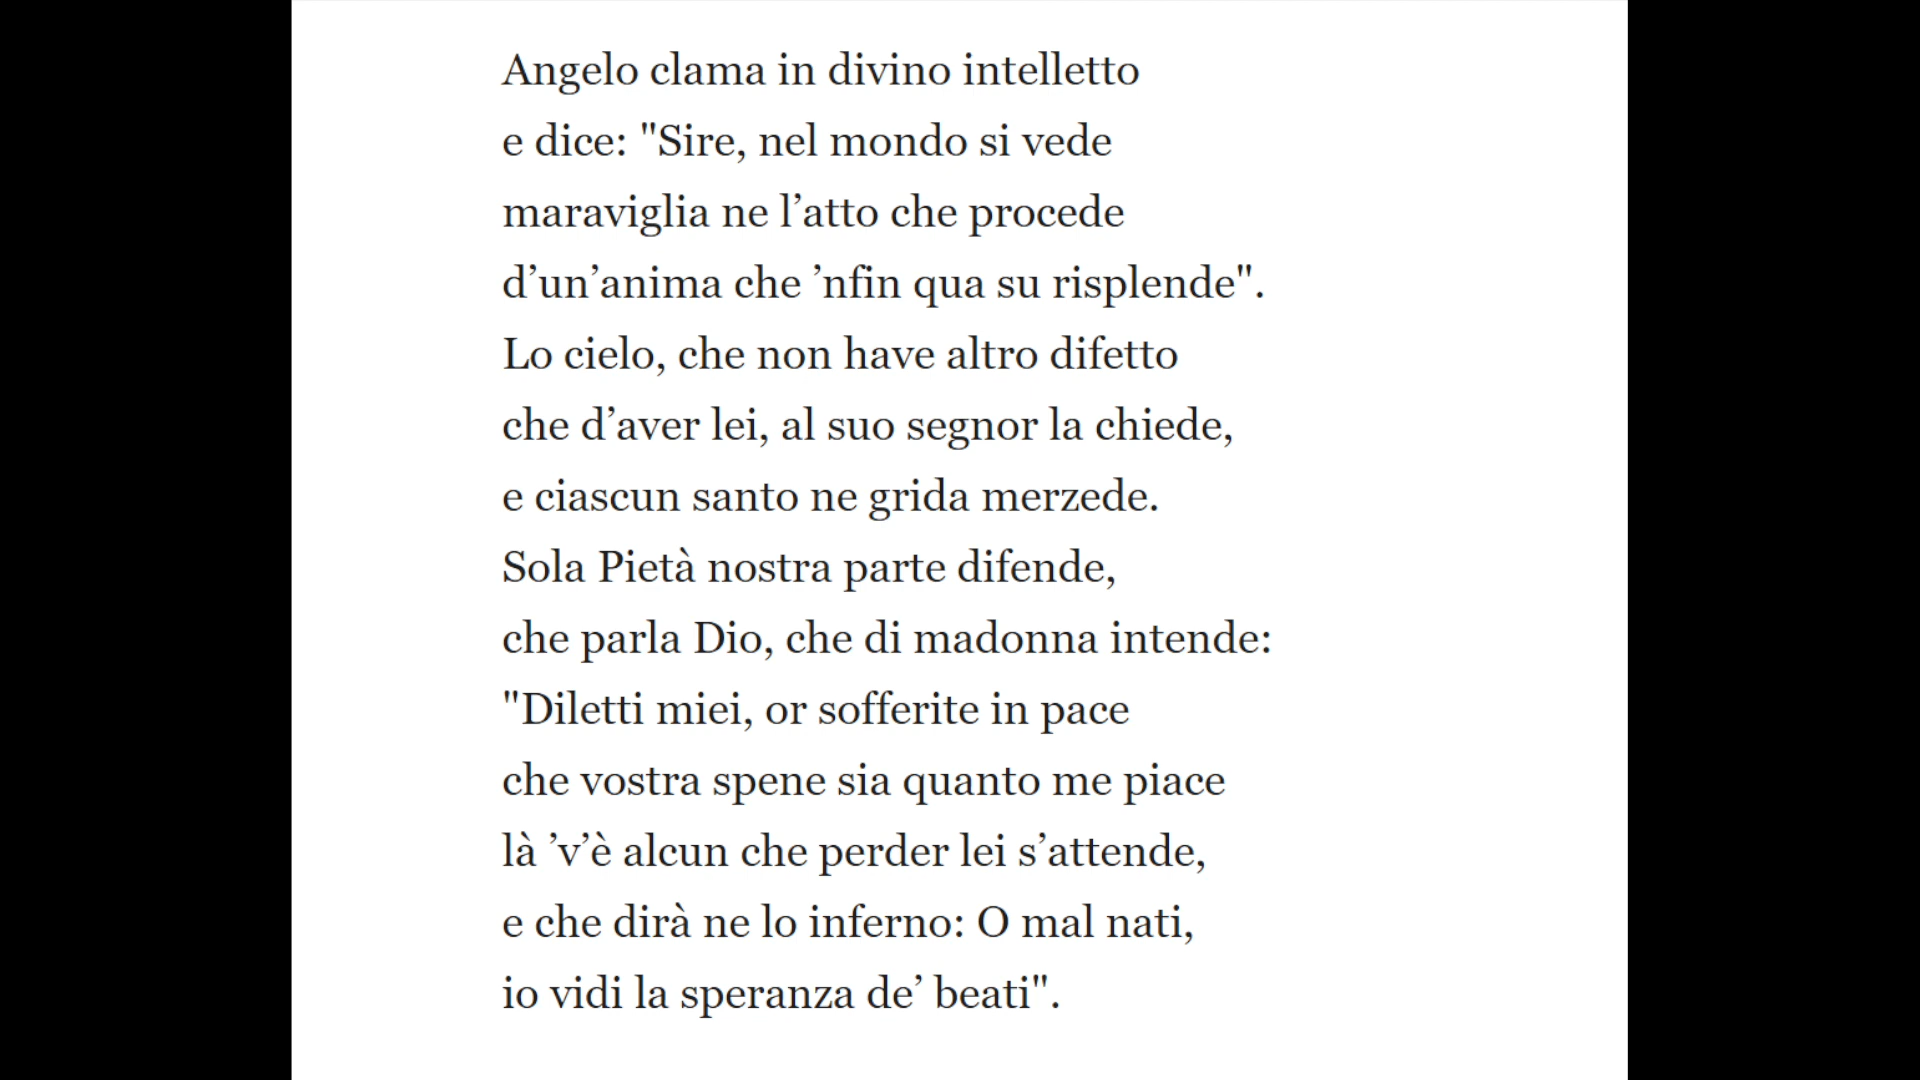 Angelo clama in divino intelletto
e dice: "Sire, nel mondo si vede
maraviglia ne l’atto che procede
d’un’anima che ’nfin qua su risplende".
Lo cielo, che non have altro difetto
che d’aver lei, al suo segnor la chiede,
e ciascun santo ne grida merzede.
Sola Pietà nostra parte difende,
che parla Dio, che di madonna intende:
"Diletti miei, or sofferite in pace
che vostra spene sia quanto me piace
là ’v’è alcun che perder lei s’attende,
e che dirà ne lo inferno: O mal nati,
io vidi la speranza de’ beati".